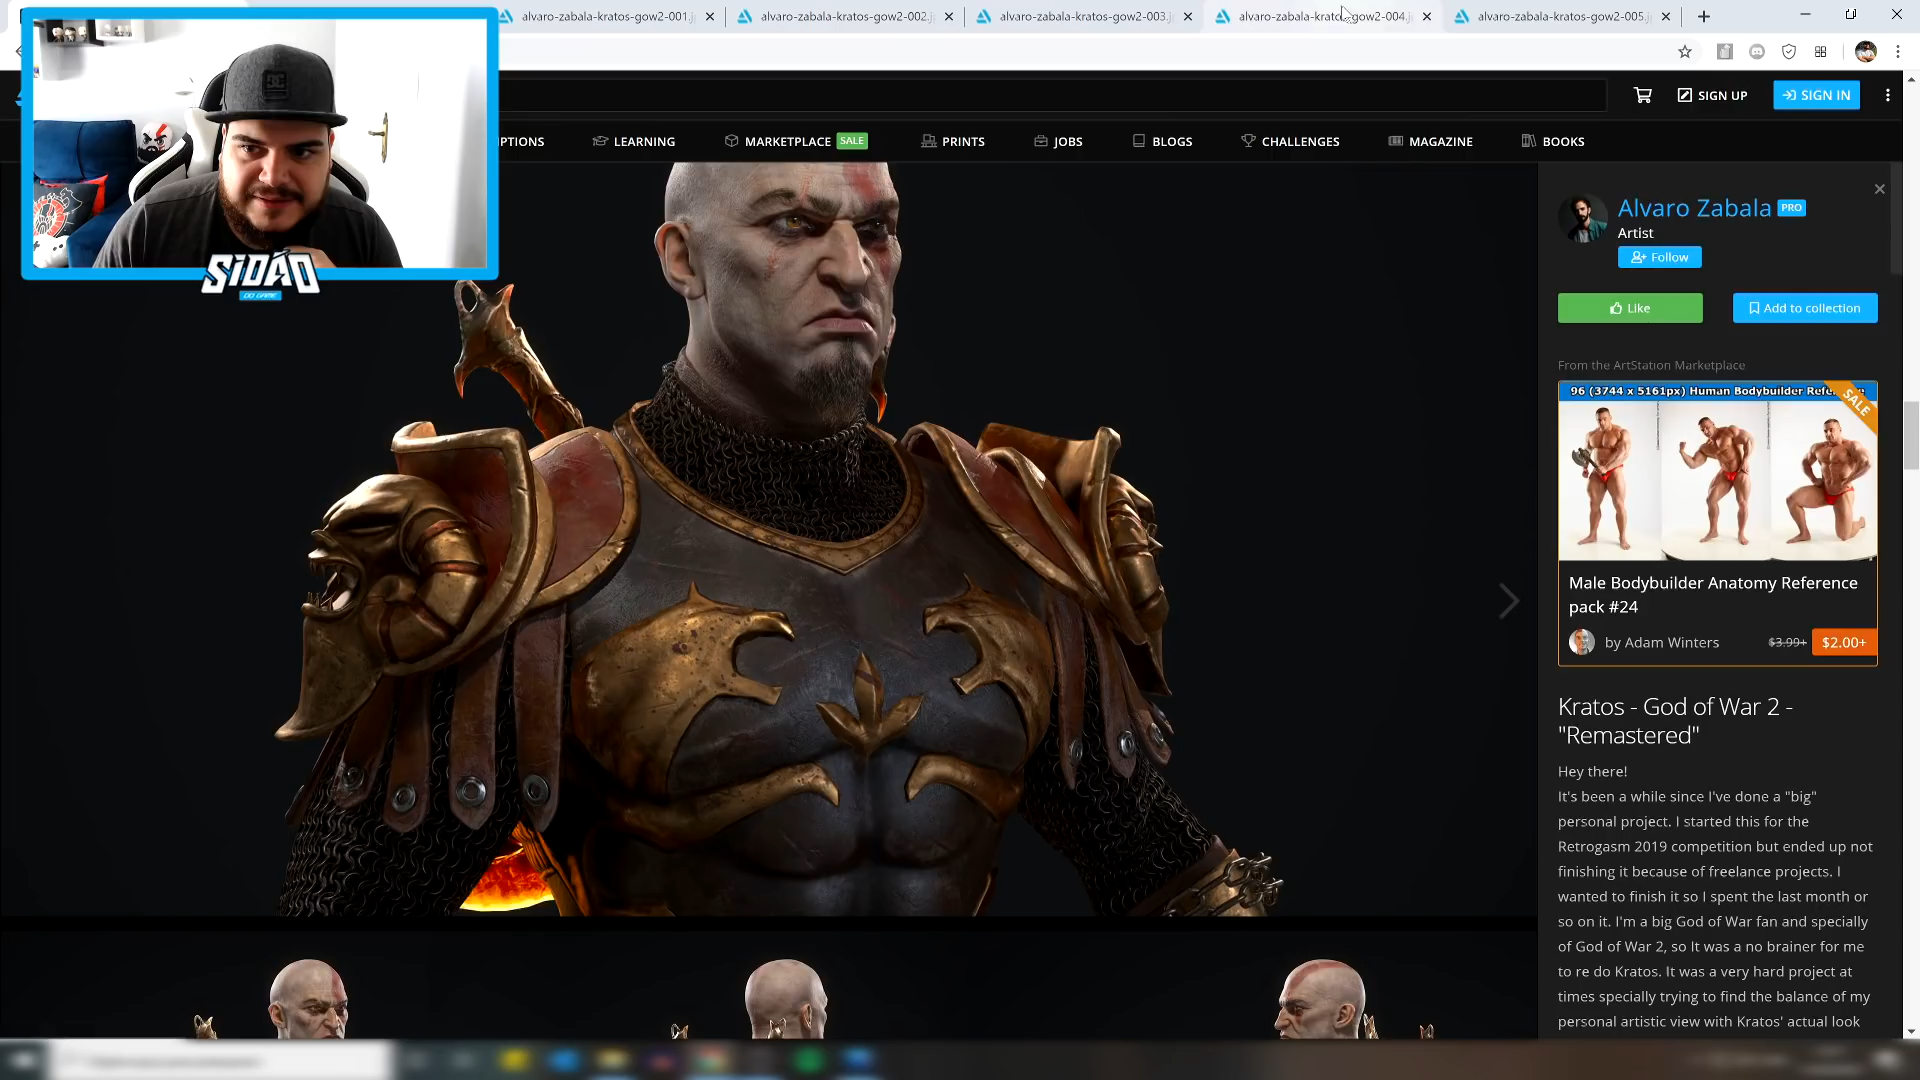 alvaro-zabala-kratos-gow2-001.j
alvaro-zabala-kratos-gow2-002.j
alvaro-zabala-kratos-gow2-003.j
alvaro-zabala-kratos-gow2-004.j
alvaro-zabala-kratos-gow2-005.j
SIGN UP
SIGN IN
PTIONS
LEARNING
MARKETPLACE SALE
PRINTS
JOBS
BLOGS
CHALLENGES
MAGAZINE
BOOKS
DC
SIDÃO
DO GAME
Alvaro Zabala PRO
Artist
Follow
Like
Add to collection
From the ArtStation Marketplace
96 (3744 x 5161px) Human Bodybuilder
SALE
Male Bodybuilder Anatomy Reference
pack #24
by Adam Winters
$3.99+
$2.00+
Kratos - God of War 2 -
"Remastered"
Hey there!
It's been a while since I've done a "big"
personal project. I started this for the
Retrogasm 2019 competition but ended up not
finishing it because of freelance projects. I
wanted to finish it so I spent the last month or
so on it. I'm a big God of War fan and specially
of God of War 2, so It was a no brainer for me
to re do Kratos. It was a very hard project at
times specially trying to find the balance of my
personal artistic view with Kratos' actual look